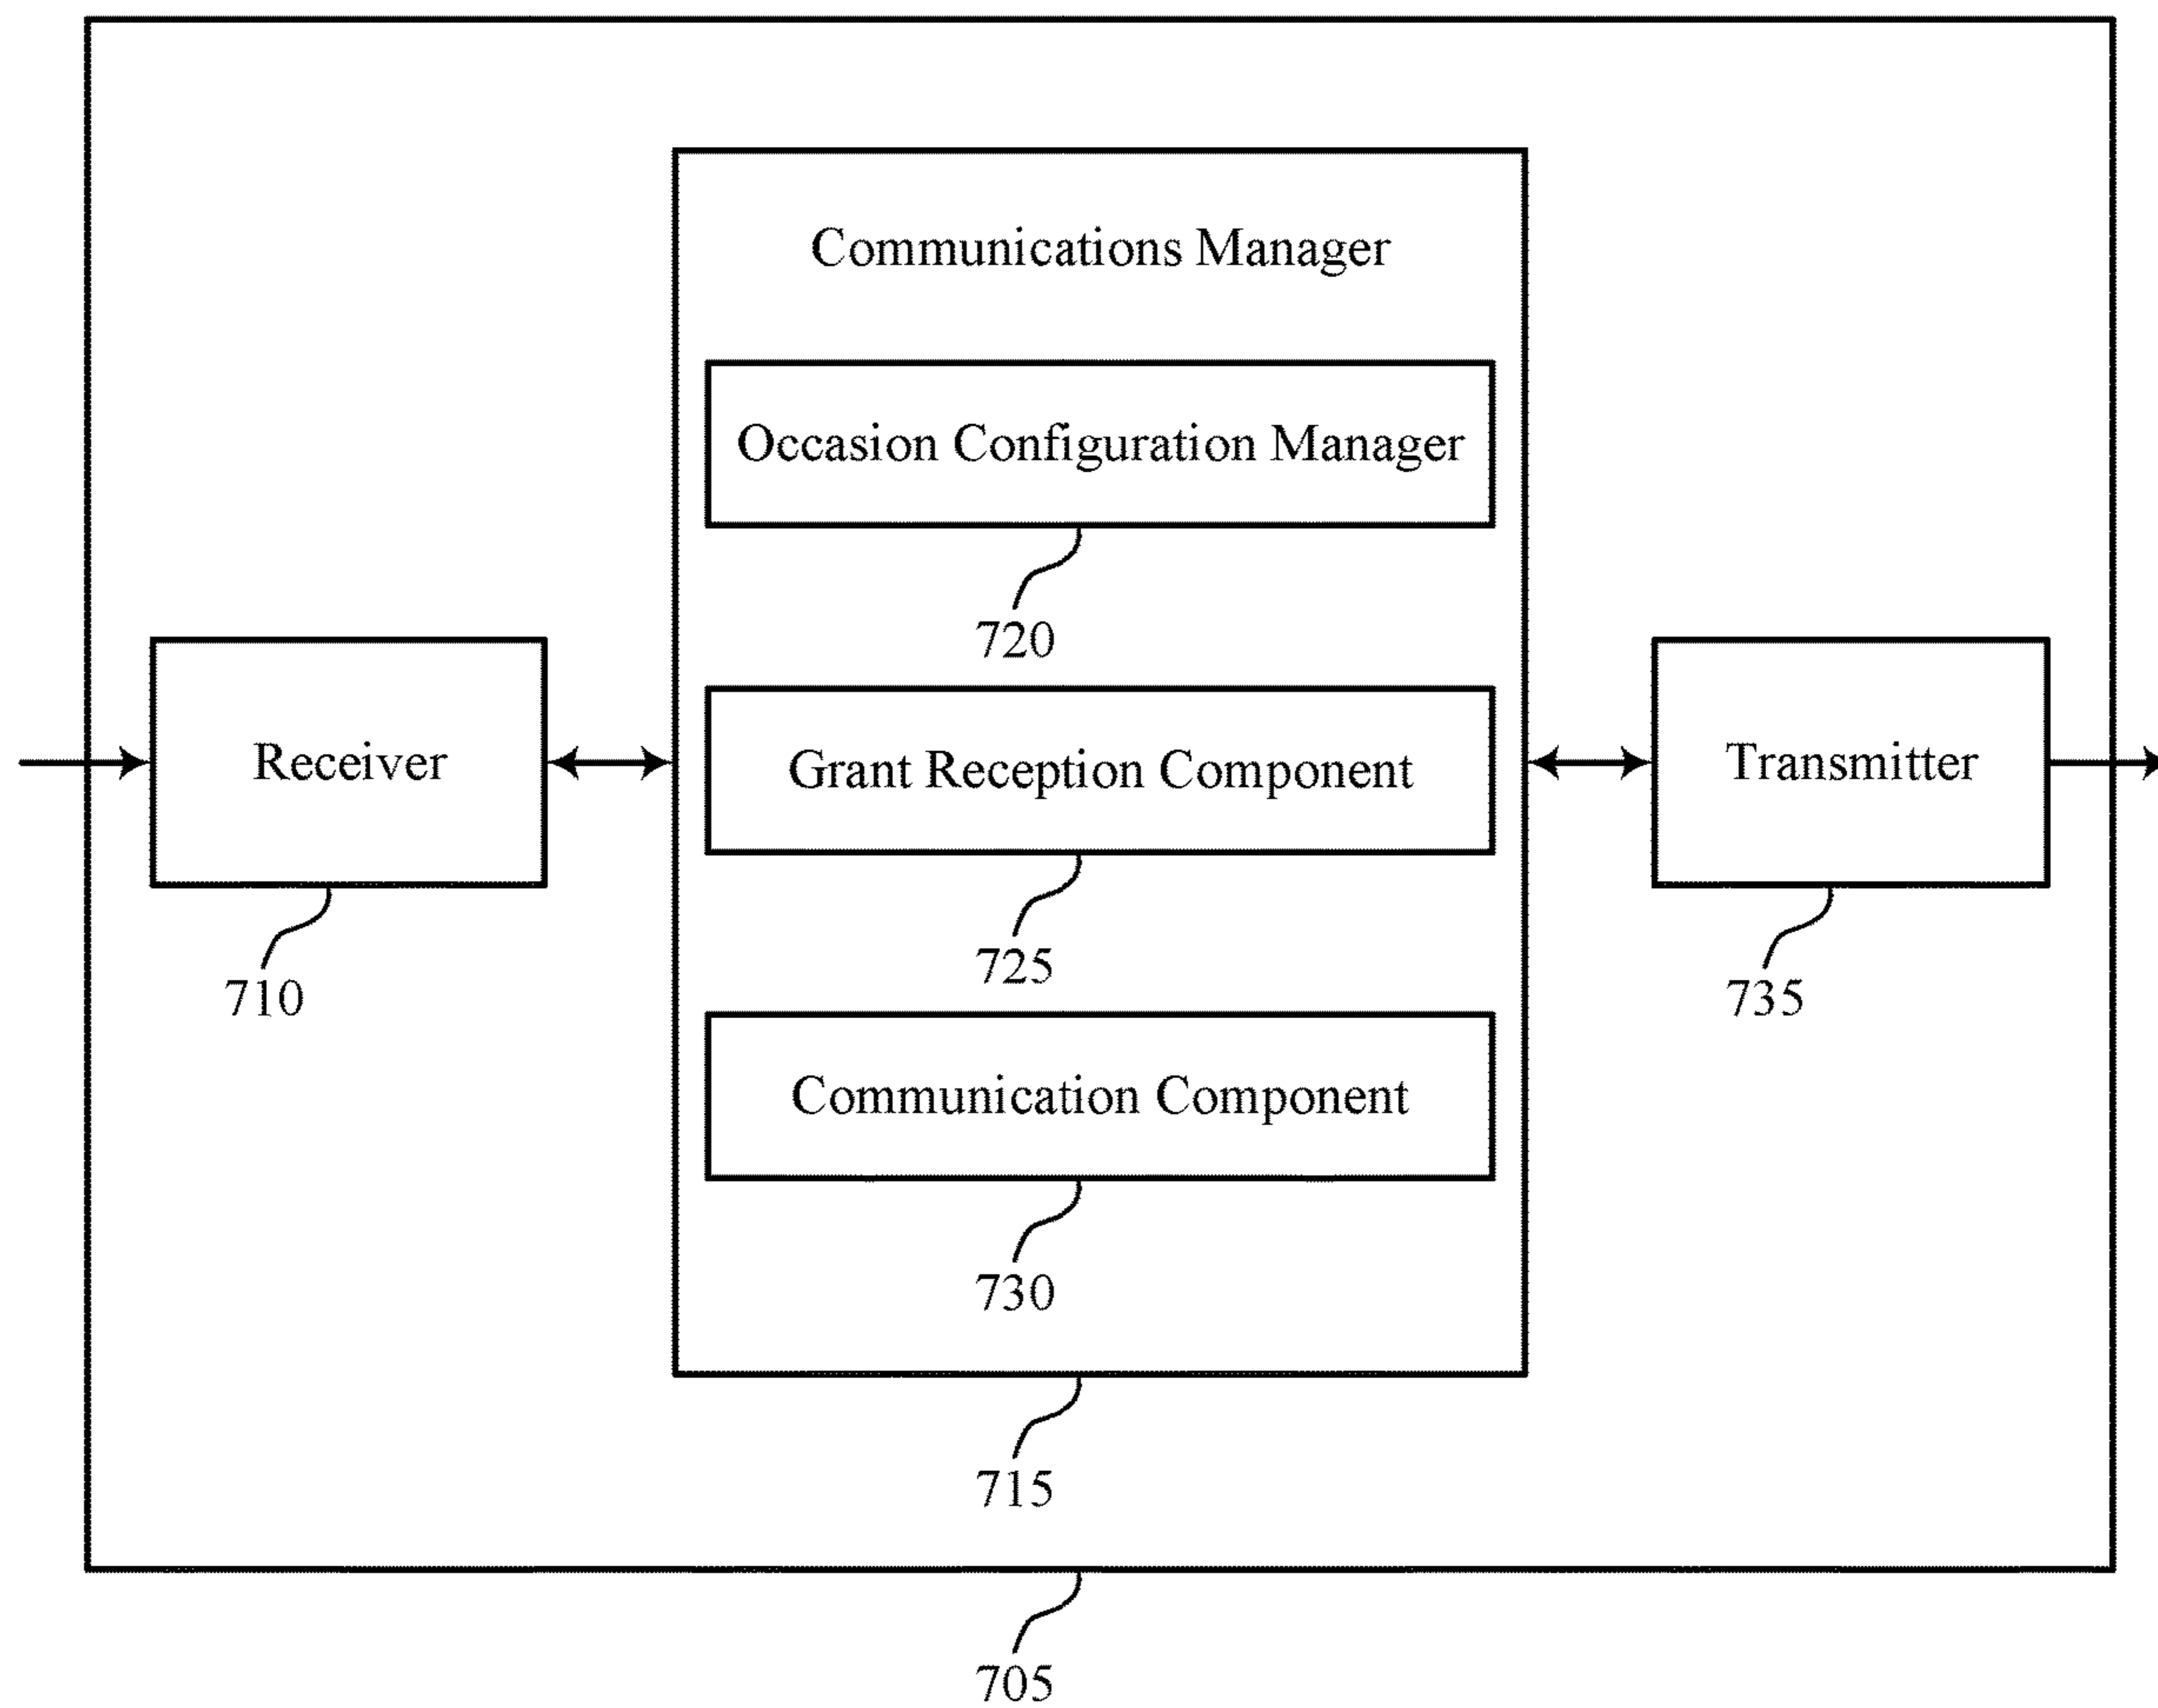 Communications Manager
Occasion Configuration Manager
720
Receiver
710
Grant Reception Component
725
Transmitter
735
Communication Component
730
715
705